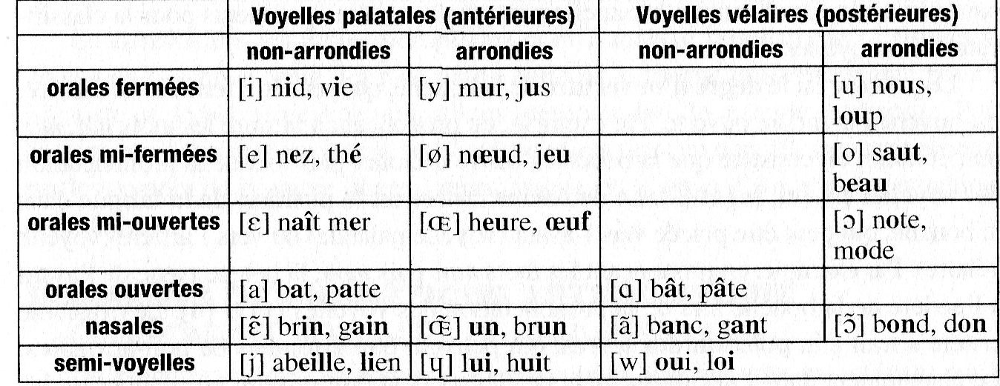 Voyelles palatales (antérieures) Voyelles vélaires (postérieures)
non-arrondies arrondies non-arrondies arrondies
orales fermées [i] nid, vie [y] mur, jus [u] nous,
loup
orales mi-fermées [e] nez, thé [ø] nœud, jeu [o] saut,
beau
orales mi-ouvertes [ɛ] naît mer [ɶ] heure, œuf [ɔ] note,
mode
orales ouvertes [a] bat, patte [ɑ] bât, pâte
nasales [ɛ̃] brin, gain [ɶ̃] un, brun [ã] banc, gant [ɔ̃] bond, don
semi-voyelles [j] abeille, lien [ɥ] lui, huit [w] oui, loi